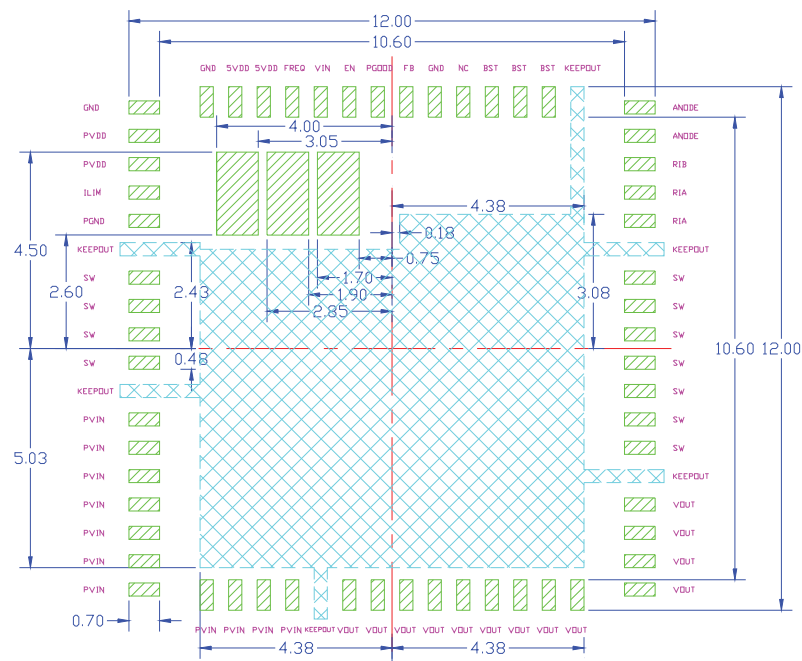 12.00
10.60
GND 5VDD 5VDD FREQ VIN EN PGOOD FB GND NC BST BST BST KEEPOUT
GND
ANODE
4.00
PVDD
ANODE
3.05
PVDD
RIB
ILIM
RIA
4.38
PGND
RIA
0.18
4.50
KEEPOUT
KEEPOUT
0.75
SW
1.70
SW
2.60
2.43
1.90
3.08
SW
SW
2.85
SW
SW
10.60
12.00
0.48
SW
SW
KEEPOUT
SW
PVIN
SW
PVIN
SW
5.03
PVIN
KEEPOUT
PVIN
VOUT
PVIN
VOUT
PVIN
VOUT
PVIN
VOUT
0.70
PVIN PVIN PVIN PVIN KEEPOUT VOUT VOUT VOUT VOUT VOUT VOUT VOUT VOUT VOUT
4.38
4.38